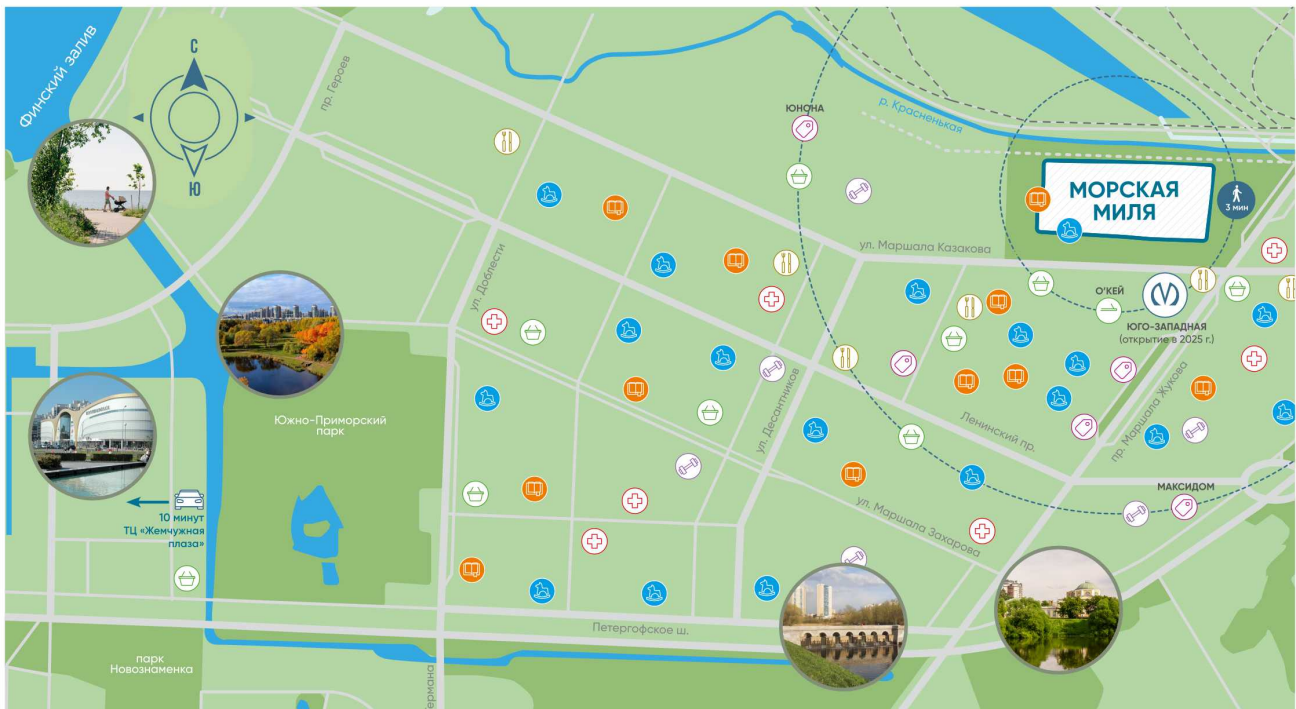 Финский залив
С
Ю
пр. Героев
ЮНОНА
р. Красненькая
МОРСКАЯ
МИЛЯ
3 мин
ул. Маршала Казакова
ул. Доблести
О'КЕЙ
ЮГО-ЗАПАДНАЯ
(открытие в 2025 г.)
Южно-Приморский
парк
ул. Десантников
Ленинский пр.
пр. Маршала Жукова
10 минут
ТЦ «Жемчужная
плаза»
МАКСИДОМ
ул. Маршала Захарова
Петергофское ш.
парк
Новознаменка
ермана